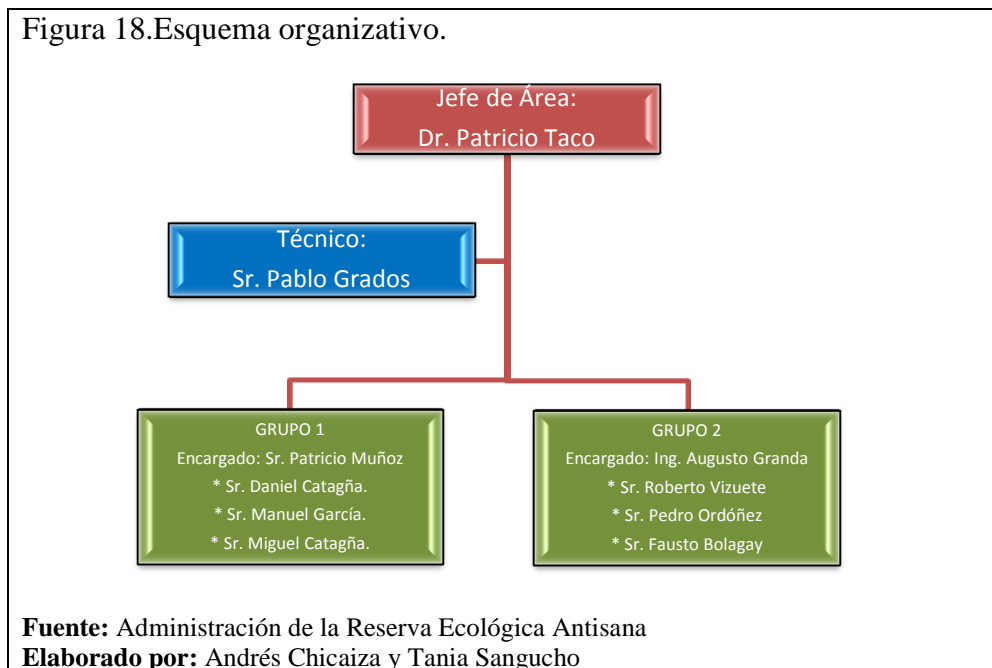 Figura 18.Esquema organizativo.
Jefe de Área:
Dr. Patricio Taco
Técnico:
Sr. Pablo Grados
GRUPO 1
Encargado: Sr. Patricio Muñoz
* Sr. Daniel Catagña.
* Sr. Manuel García.
* Sr. Miguel Catagña.
GRUPO 2
Encargado: Ing. Augusto Granda
* Sr. Roberto Vizuete
* Sr. Pedro Ordóñez
* Sr. Fausto Bolagay
Fuente: Administración de la Reserva Ecológica Antisana
Elaborado por: Andrés Chicaiza y Tania Sangucho